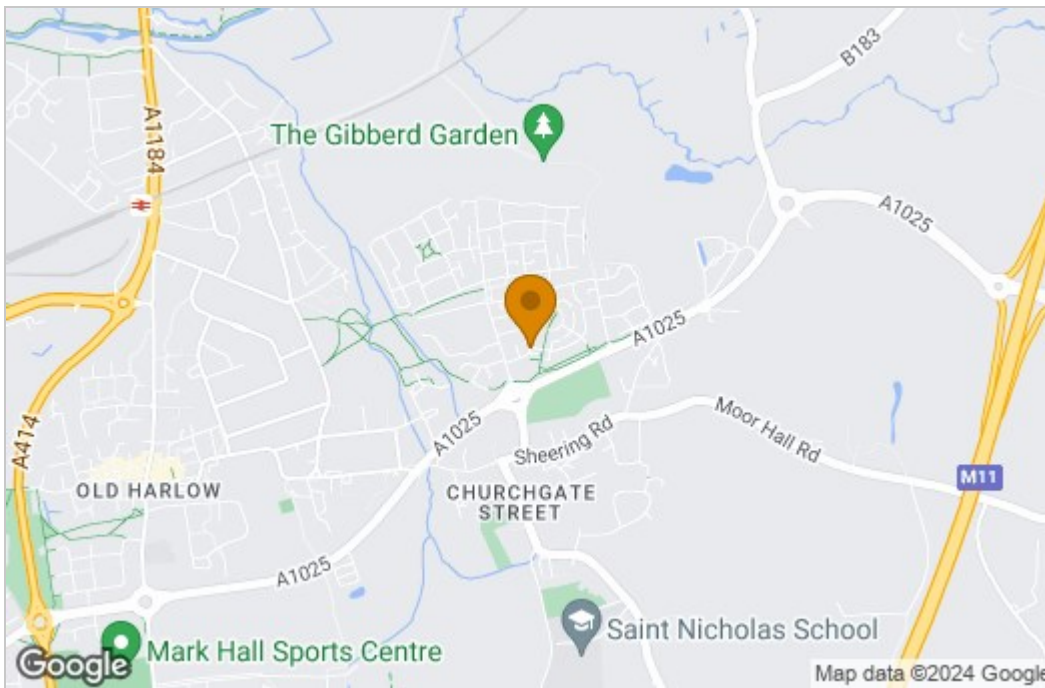 B183
A1184
The Gibberd Garden
A1025
A1025
M11
A414
A1025
Moor Hall Rd
Sheering Rd
OLD HARLOW
CHURCHGATE
STREET
A1025
Saint Nicholas School
Mark Hall Sports Centre
Google
Map data ©2024 Google